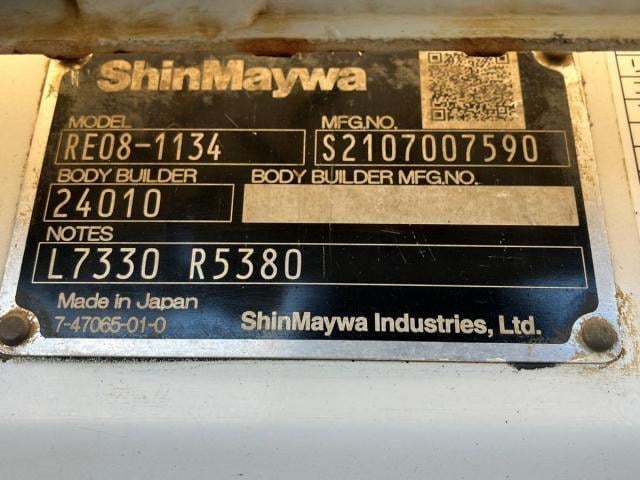 ShinMaywa
MODEL MFG.NO.
RE08-1134 S2107007590
BODY BUILDER BODY BUILDER MFG.NO.
24010
NOTES
L7330 R5380
Made in Japan
7-47065-01-0 ShinMaywa Industries, Ltd.